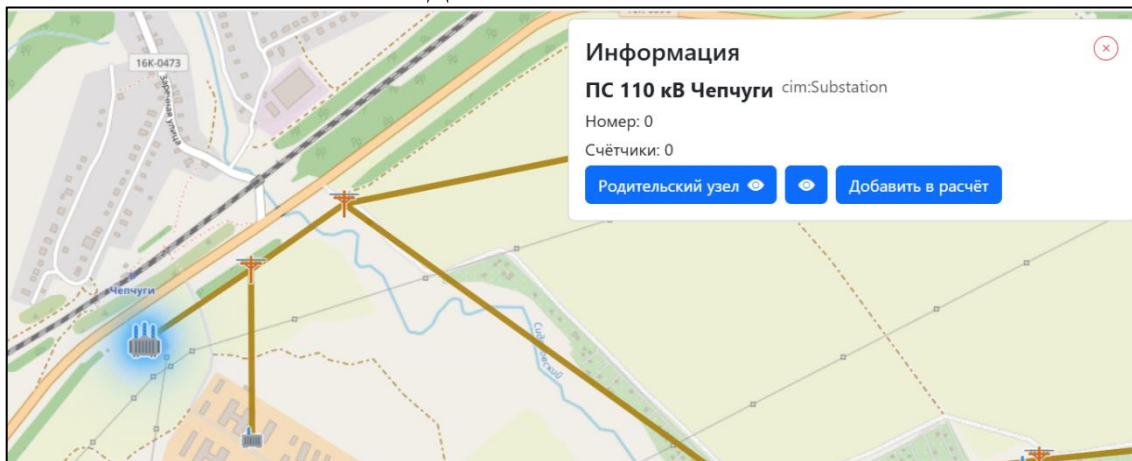 Информация
ПС 110 кВ Чепчуги cim:Substation
Номер: 0
Счётчики: 0
Родительский узел
Добавить в расчёт
16К-0473
Заречная улица
Чепчуги